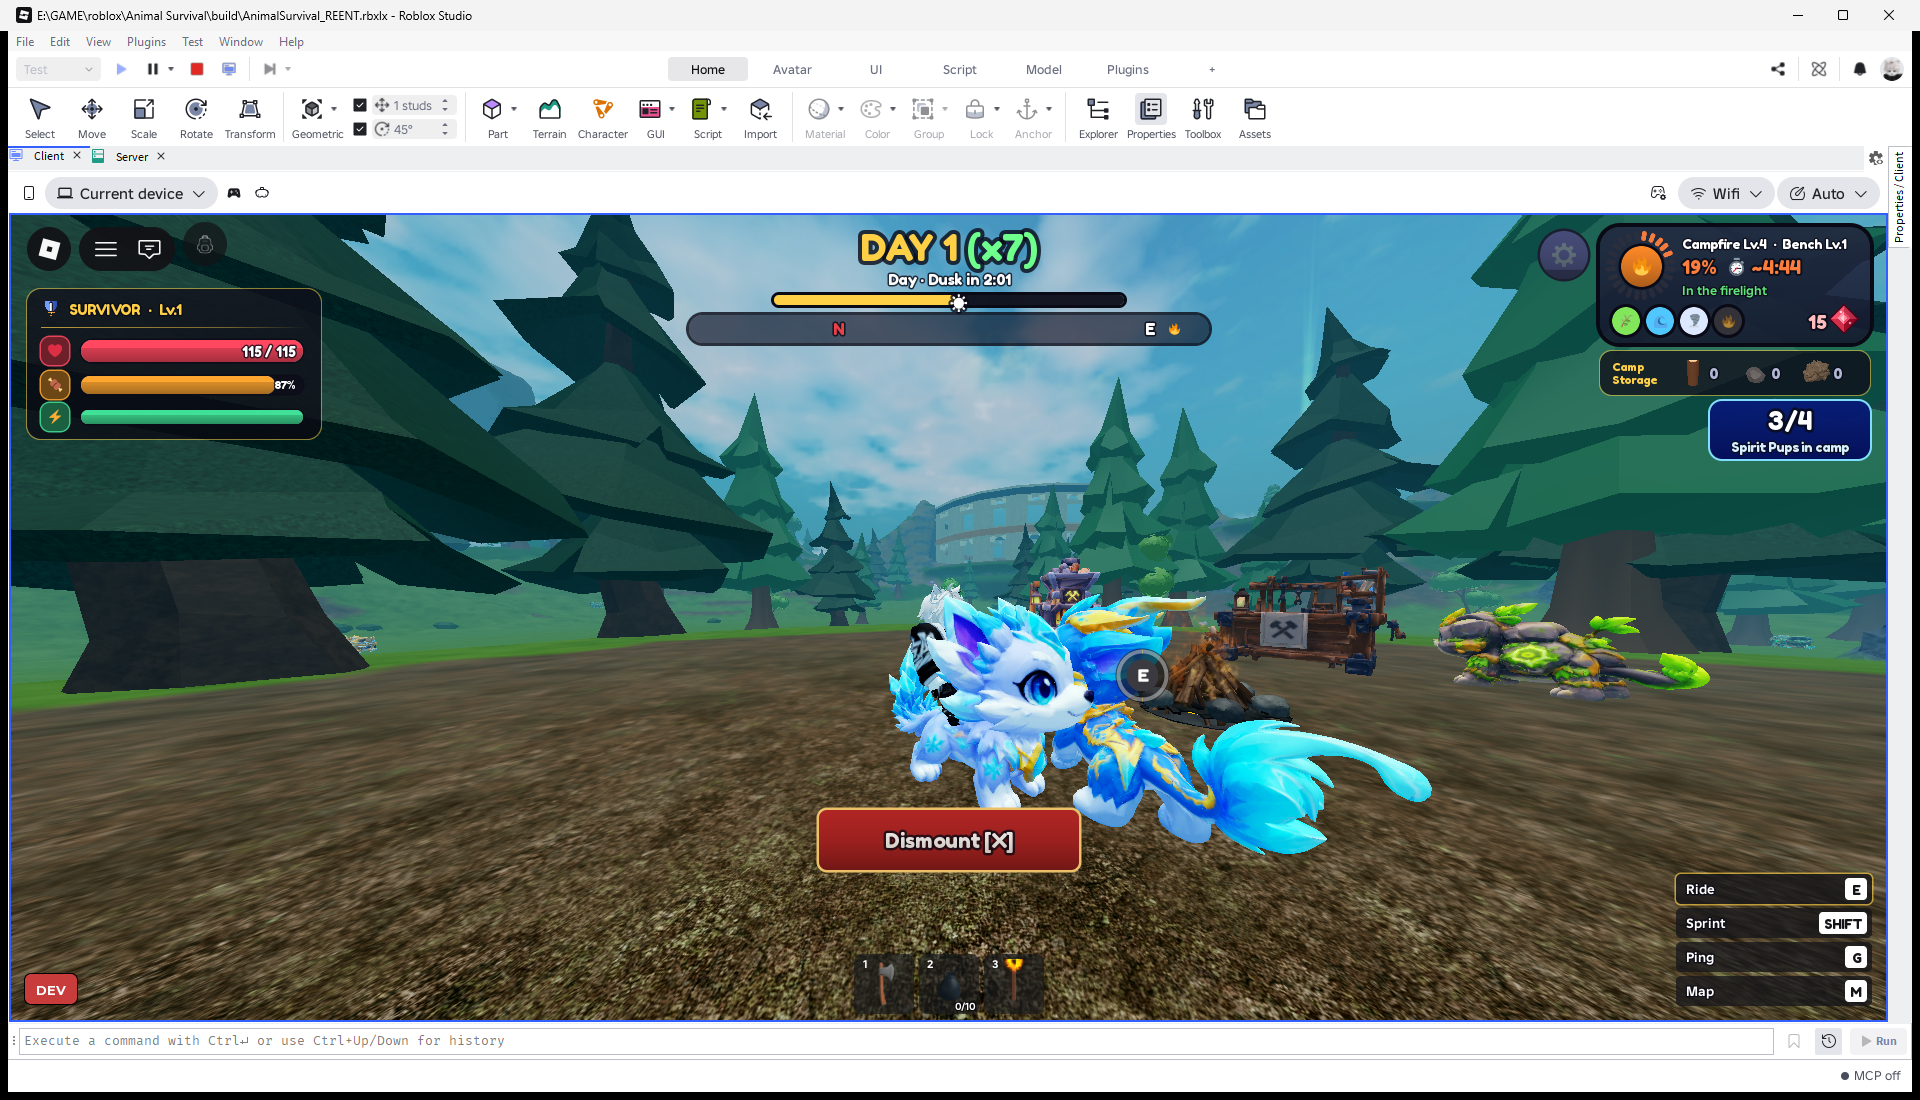 E:\GAME\roblox\Animal Survival\build\AnimalSurvival_REENT.rbxlx - Roblox Studio
File Edit View Plugins Test Window Help
Test
Home Avatar UI Script Model Plugins +
1 studs
45°
Select Move Scale Rotate Transform Geometric Part Terrain Character GUI Script Import Material Color Group Lock Anchor Explorer Properties Toolbox Assets
Client Server
Current device
Wifi Auto
Properties / Client
DAY 1 (x7)
Day · Dusk in 2:01
N E
SURVIVOR · Lv.1
115 / 115
87%
Campfire Lv.4 · Bench Lv.1
19% ~4:44
In the firelight
15
Camp Storage 0 0 0
3/4
Spirit Pups in camp
E
Dismount [X]
Ride E
Sprint SHIFT
Ping G
Map M
1 2 3
0/10
DEV
Execute a command with Ctrl↵ or use Ctrl+Up/Down for history
Run
MCP off